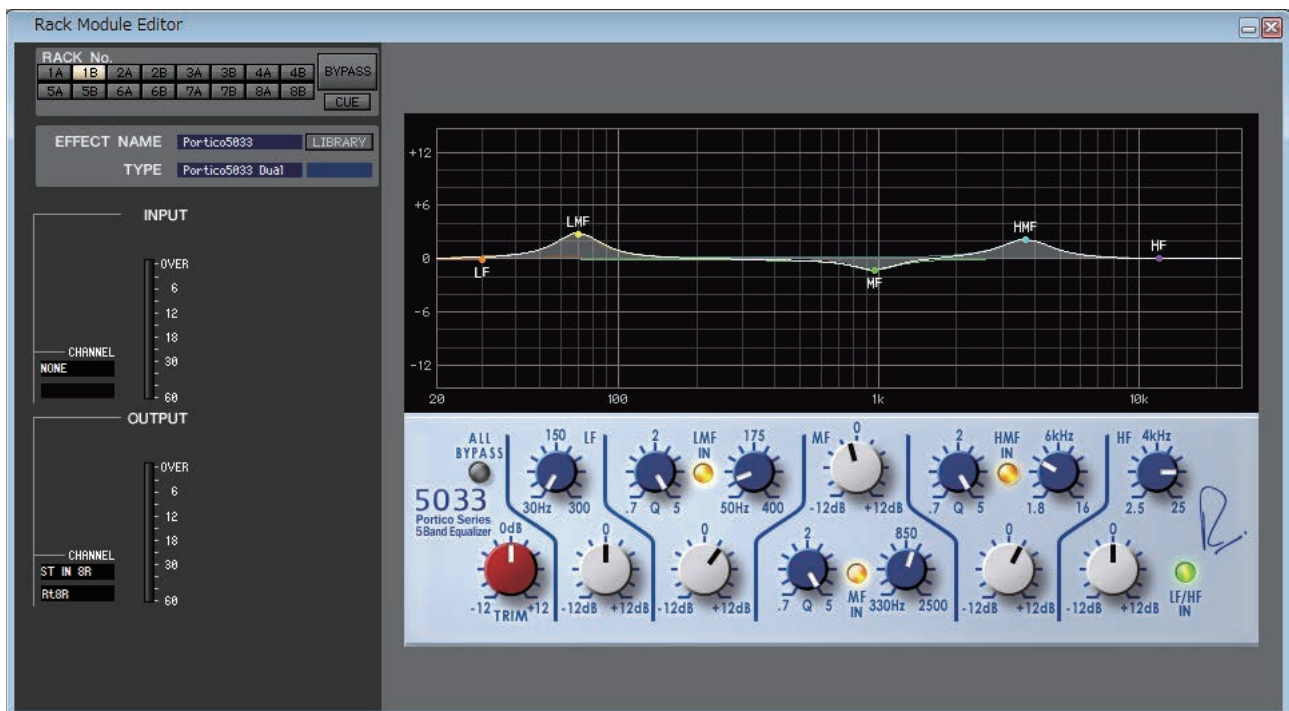 Rack Module Editor
RACK No.
1A 1B 2A 2B 3A 3B 4A 4B
5A 5B 6A 6B 7A 7B 8A 8B
BYPASS
CUE
EFFECT NAME Portico5033 LIBRARY
TYPE Portico5033 Dual
INPUT
OVER
6
12
18
30
60
CHANNEL
NONE
OUTPUT
OVER
6
12
18
30
60
CHANNEL
ST IN 8R
Rt8R
+12
+6
0
-6
-12
20 100 1k 10k
LF
LMF
MF
HMF
HF
ALL
BYPASS
5033
Portico Series
5Band Equalizer
0dB
-12 TRIM +12
150 LF
30Hz 300
0
-12dB +12dB
2
.7 Q 5
LMF
IN
175
50Hz 400
0
-12dB +12dB
MF 0
-12dB +12dB
2
.7 Q 5
MF
IN
850
330Hz 2500
2
.7 Q 5
HMF
IN
6kHz
1.8 16
0
-12dB +12dB
HF 4kHz
2.5 25
0
-12dB +12dB
LF/HF
IN